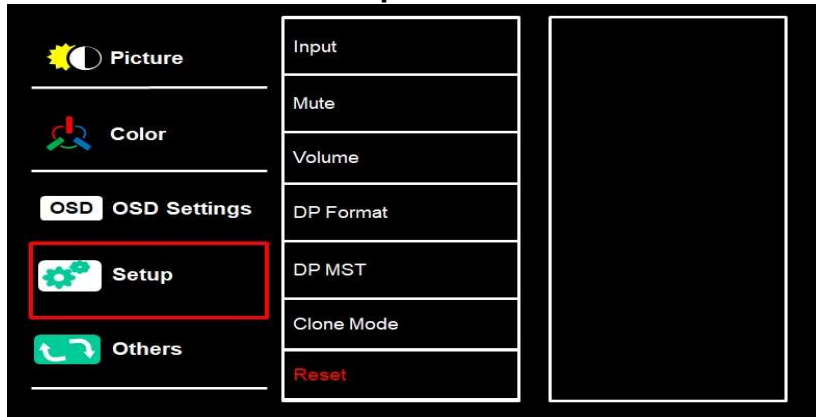 Picture
Color
OSD OSD Settings
Setup
Others
Input
Mute
Volume
DP Format
DP MST
Clone Mode
Reset